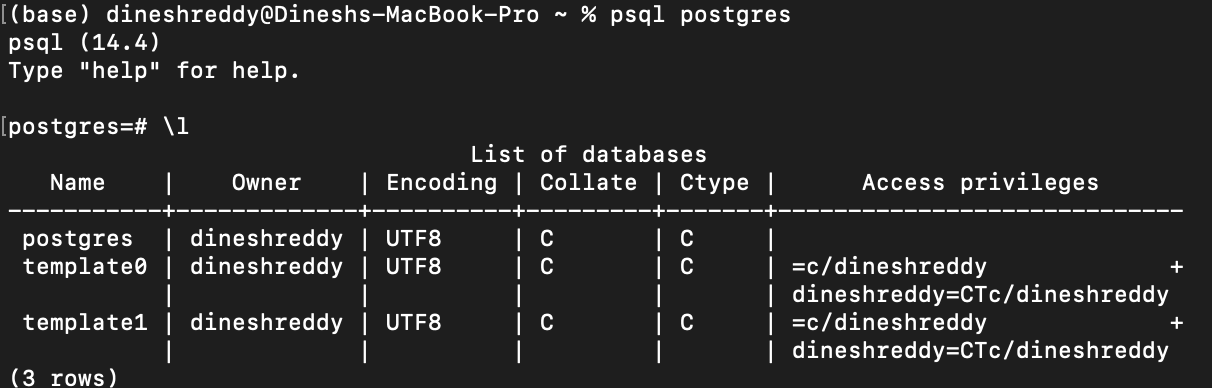 [(base) dineshreddy@Dineshs-MacBook-Pro ~ % psql postgres
psql (14.4)
Type "help" for help.

[postgres=# \l
                                  List of databases
   Name    |    Owner    | Encoding | Collate | Ctype |      Access privileges
-----------+-------------+----------+---------+-------+-----------------------------
 postgres  | dineshreddy | UTF8     | C       | C     |
 template0 | dineshreddy | UTF8     | C       | C     | =c/dineshreddy             +
           |             |          |         |       | dineshreddy=CTc/dineshreddy
 template1 | dineshreddy | UTF8     | C       | C     | =c/dineshreddy             +
           |             |          |         |       | dineshreddy=CTc/dineshreddy
(3 rows)